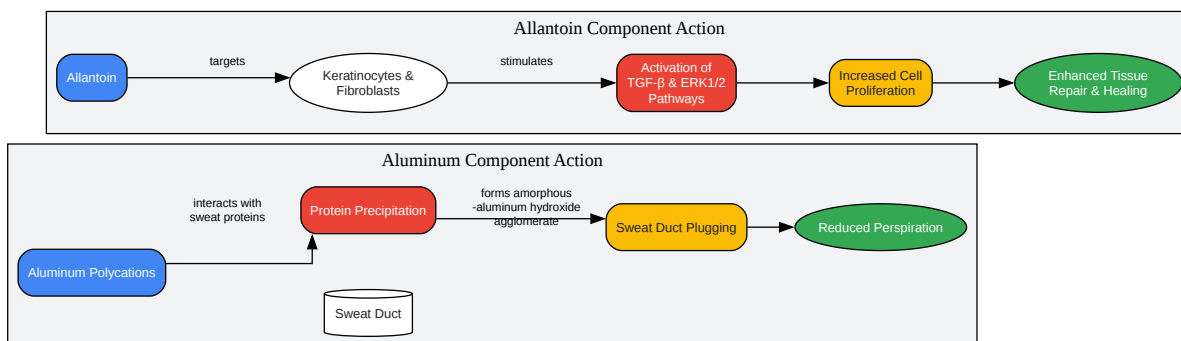 Allantoin Component Action
Allantoin
targets
Keratinocytes &
Fibroblasts
stimulates
Activation of
TGF-β & ERK1/2
Pathways
Increased Cell
Proliferation
Enhanced Tissue
Repair & Healing
Aluminum Component Action
Aluminum Polycations
interacts with
sweat proteins
Protein Precipitation
forms amorphous
-aluminum hydroxide
agglomerate
Sweat Duct Plugging
Reduced Perspiration
Sweat Duct